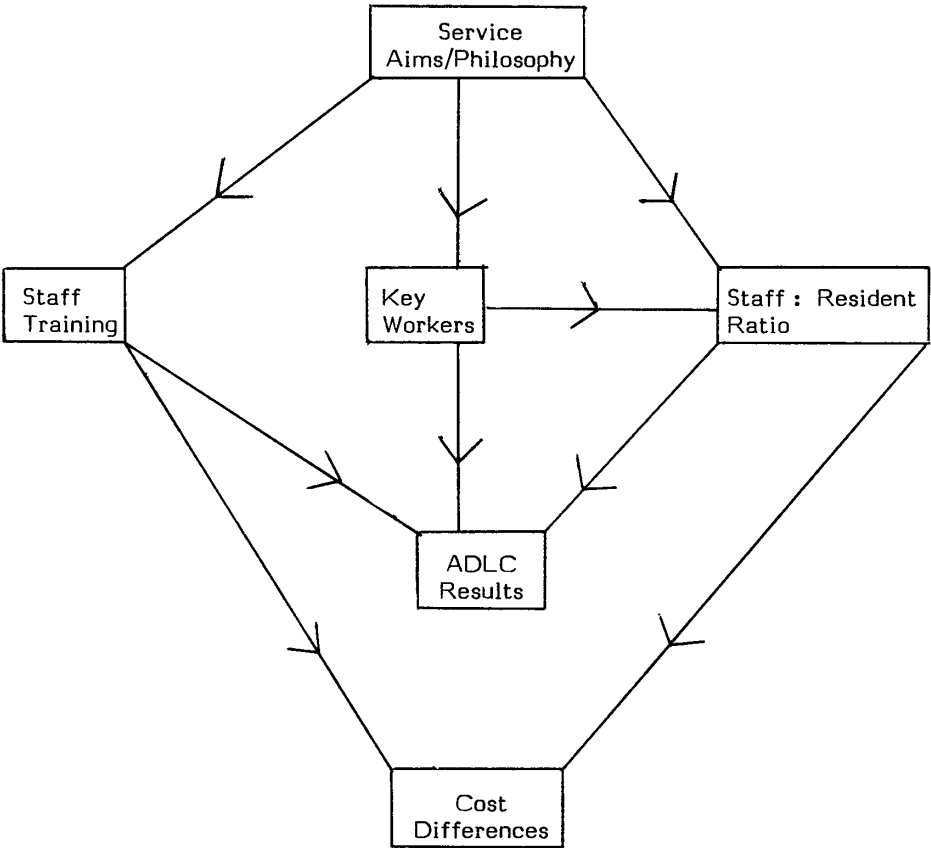 Service
Aims/Philosophy
Staff
Training
Key
Workers
Staff : Resident
Ratio
ADLC
Results
Cost
Differences